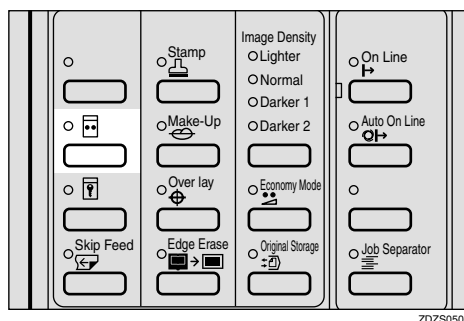 Stamp
Make-Up
Over lay
Skip Feed
Edge Erase
Image Density
Lighter
Normal
Darker 1
Darker 2
Economy Mode
Original Storage
On Line
Auto On Line
Job Separator
ZDZS050